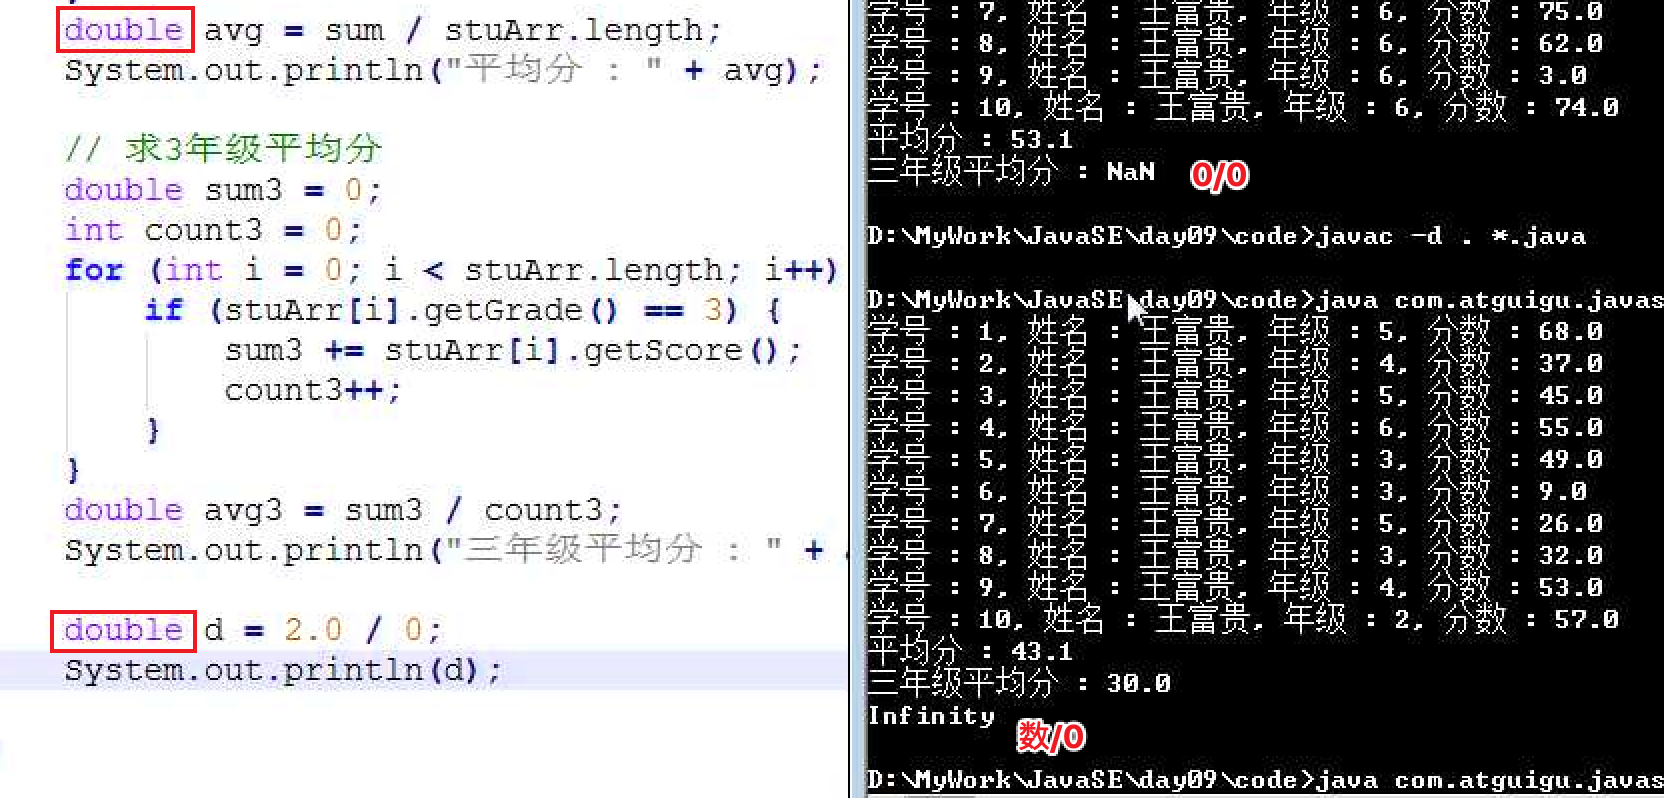 double avg = sum / stuArr.length;
System.out.println("平均分 : " + avg);
// 求3年级平均分
double sum3 = 0;
int count3 = 0;
for (int i = 0; i < stuArr.length; i++)
if (stuArr[i].getGrade() == 3) {
sum3 += stuArr[i].getScore();
count3++;
}
}
double avg3 = sum3 / count3;
System.out.println("三年级平均分 : " +
double d = 2.0 / 0;
System.out.println(d);
学号 : 7, 姓名 : 王富贵, 年级 : 6, 分数 : 75.0
学号 : 8, 姓名 : 王富贵, 年级 : 6, 分数 : 62.0
学号 : 9, 姓名 : 王富贵, 年级 : 6, 分数 : 3.0
学号 : 10, 姓名 : 王富贵, 年级 : 6, 分数 : 74.0
平均分 : 53.1
三年级平均分 : NaN 0/0
D:\MyWork\JavaSE\day09\code>javac -d . *.java
D:\MyWork\JavaSE\day09\code>java com.atguigu.javas
学号 : 1, 姓名 : 王富贵, 年级 : 5, 分数 : 68.0
学号 : 2, 姓名 : 王富贵, 年级 : 4, 分数 : 37.0
学号 : 3, 姓名 : 王富贵, 年级 : 5, 分数 : 45.0
学号 : 4, 姓名 : 王富贵, 年级 : 6, 分数 : 55.0
学号 : 5, 姓名 : 王富贵, 年级 : 3, 分数 : 49.0
学号 : 6, 姓名 : 王富贵, 年级 : 3, 分数 : 9.0
学号 : 7, 姓名 : 王富贵, 年级 : 5, 分数 : 26.0
学号 : 8, 姓名 : 王富贵, 年级 : 3, 分数 : 32.0
学号 : 9, 姓名 : 王富贵, 年级 : 4, 分数 : 53.0
学号 : 10, 姓名 : 王富贵, 年级 : 2, 分数 : 57.0
平均分 : 43.1
三年级平均分 : 30.0
Infinity
数/0
D:\MyWork\JavaSE\day09\code>java com.atguigu.javas